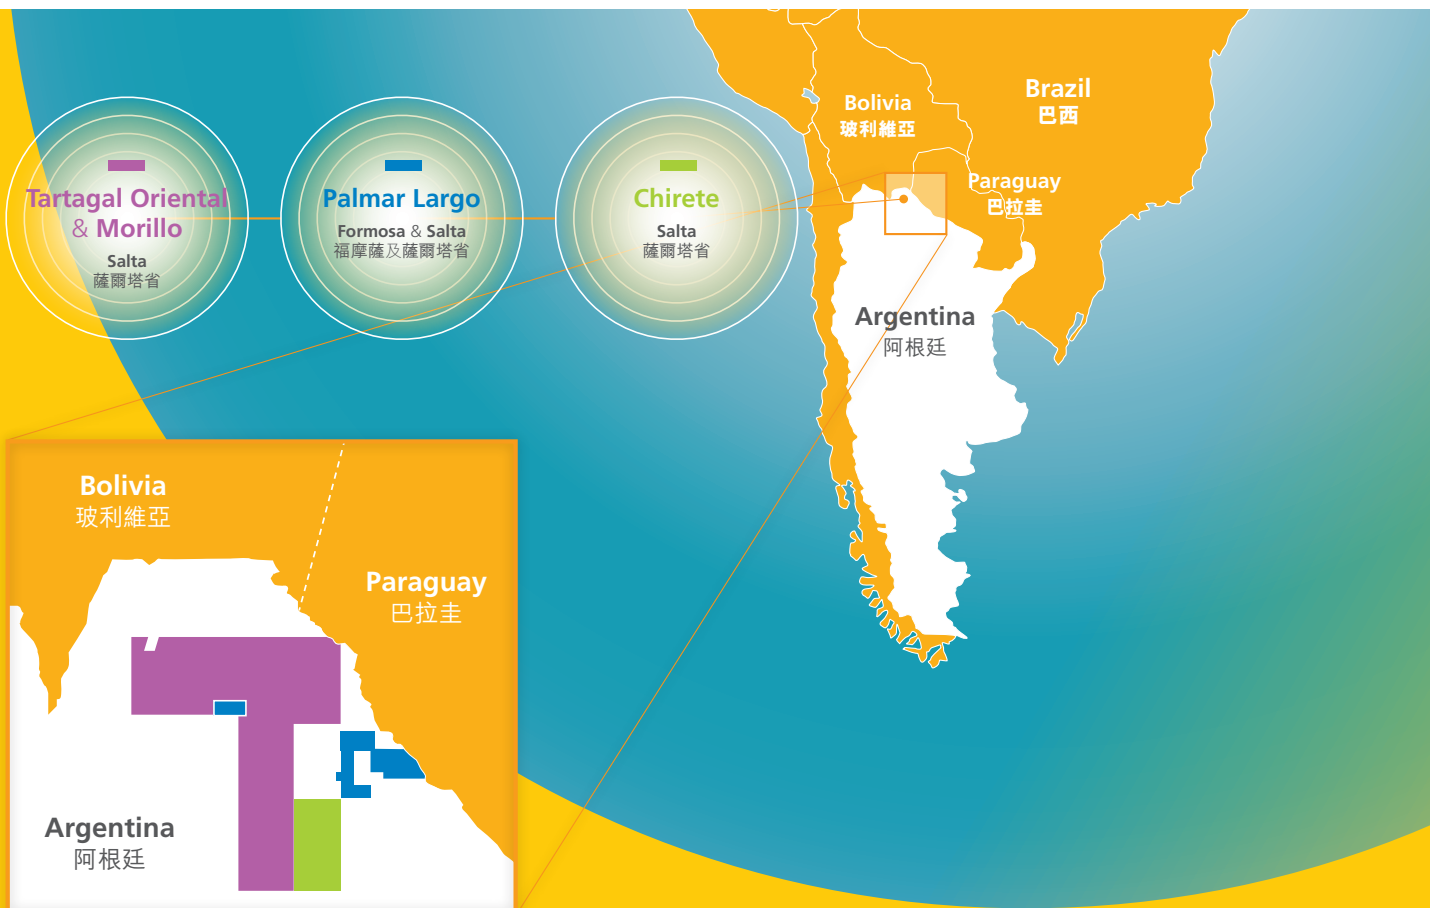 Tartagal Oriental
& Morillo
Salta
薩爾塔省
Palmar Largo
Formosa & Salta
福摩薩及薩爾塔省
Chirete
Salta
薩爾塔省
Bolivia
玻利維亞
Brazil
巴西
Paraguay
巴拉圭
Argentina
阿根廷
Bolivia
玻利維亞
Paraguay
巴拉圭
Argentina
阿根廷